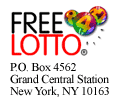 FREE
LOTTO®
P.O. Box 4562
Grand Central Station
New York, NY 10163